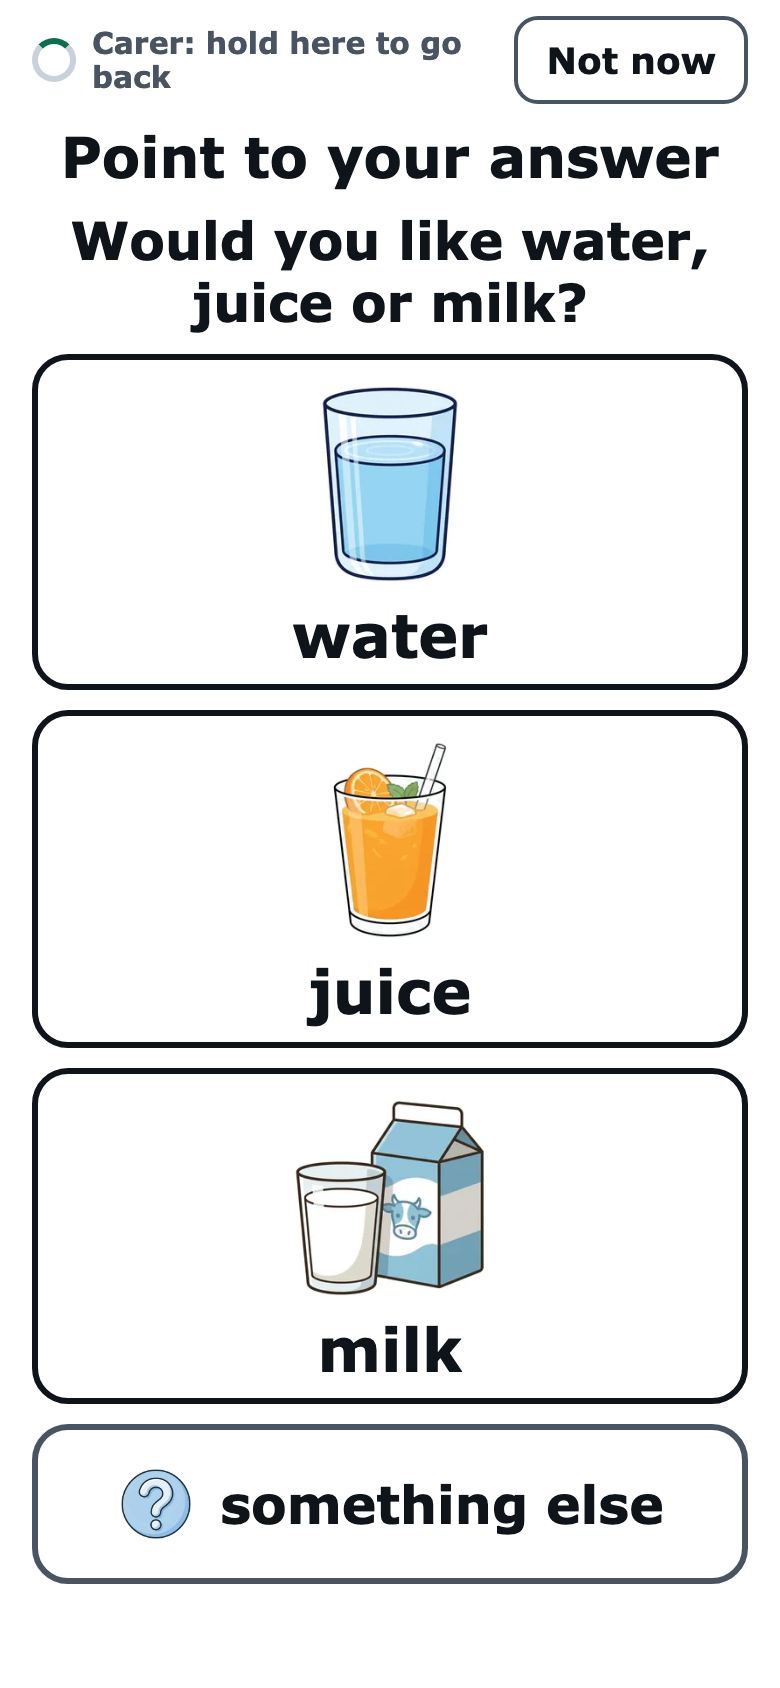 Carer: hold here to go
back
Not now
Point to your answer
Would you like water,
juice or milk?
water
juice
milk
?
something else